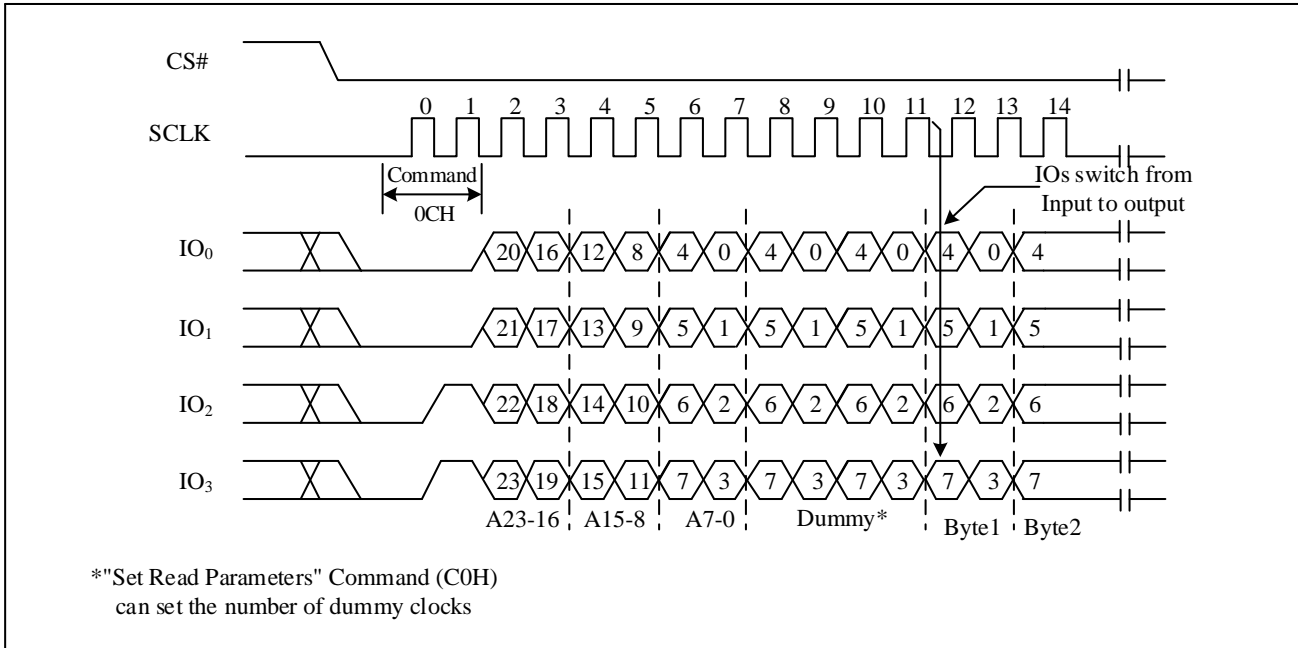 CS#
0 1 2 3 4 5 6 7 8 9 10 11 12 13 14
SCLK
Command
0CH
IOs switch from
Input to output
IO₀ 20 16 12 8 4 0 4 0 4 0 4 0 4
IO₁ 21 17 13 9 5 1 5 1 5 1 5 1 5
IO₂ 22 18 14 10 6 2 6 2 6 2 6 2 6
IO₃ 23 19 15 11 7 3 7 3 7 3 7 3 7
A23-16 A15-8 A7-0 Dummy* Byte1 Byte2
*"Set Read Parameters" Command (C0H)
can set the number of dummy clocks